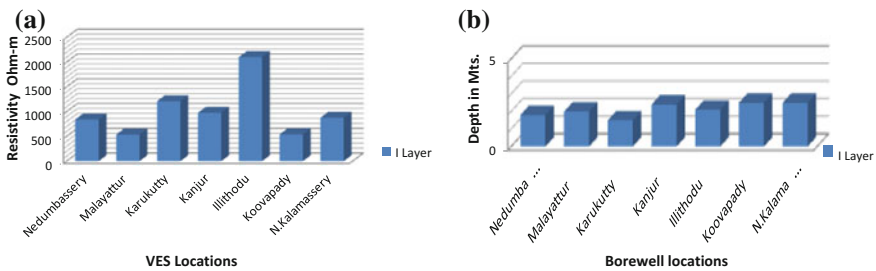 (a)
Resistivity Ohm-m
2500
2000
1500
1000
500
0
Nedumbassery
Malayattur
Karukutty
Kanjur
Illithodu
Koovapady
N.Kalamassery
I Layer
VES Locations
(b)
Depth in Mts.
5
0
Nedumba ...
Malayattur
Karukutty
Kanjur
Illithodu
Koovapady
N.Kalama ...
I Layer
Borewell locations